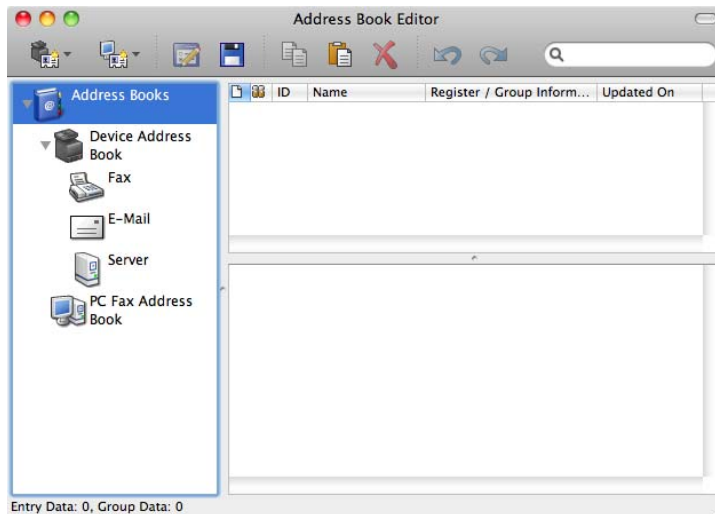 Address Book Editor
Address Books
ID Name Register / Group Inform... Updated On
Device Address
Book
Fax
E-Mail
Server
PC Fax Address
Book
Entry Data: 0, Group Data: 0